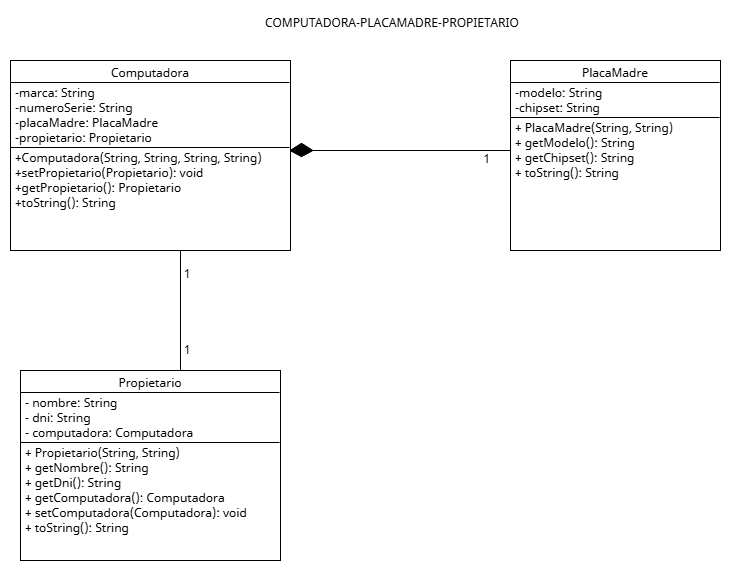 COMPUTADORA-PLACAMADRE-PROPIETARIO
Computadora
-marca: String
-numeroSerie: String
-placaMadre: PlacaMadre
-propietario: Propietario
+Computadora(String, String, String, String)
+setPropietario(Propietario): void
+getPropietario(): Propietario
+toString(): String
1
PlacaMadre
-modelo: String
-chipset: String
+ PlacaMadre(String, String)
+ getModelo(): String
+ getChipset(): String
+ toString(): String
1
1
Propietario
- nombre: String
- dni: String
- computadora: Computadora
+ Propietario(String, String)
+ getNombre(): String
+ getDni(): String
+ getComputadora(): Computadora
+ setComputadora(Computadora): void
+ toString(): String